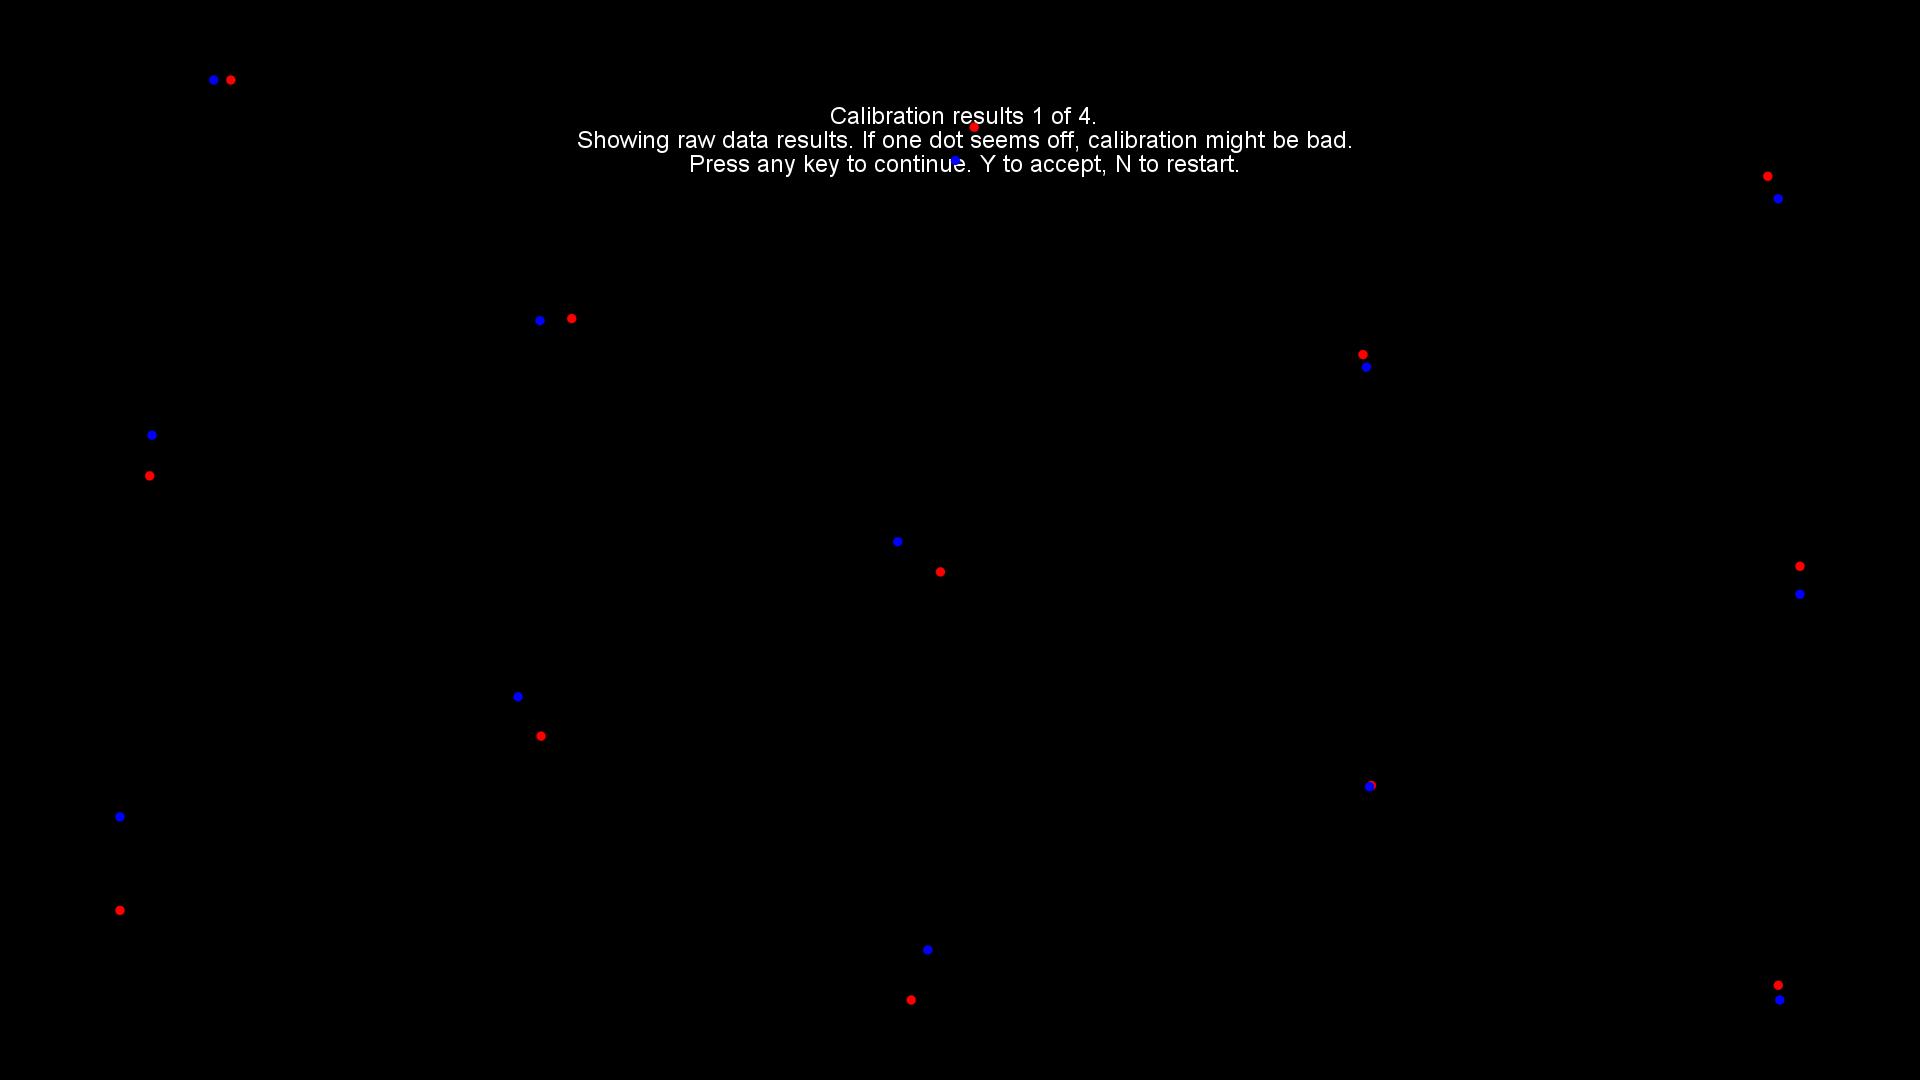 Calibration results 1 of 4.
Showing raw data results. If one dot seems off, calibration might be bad.
Press any key to continue. Y to accept, N to restart.